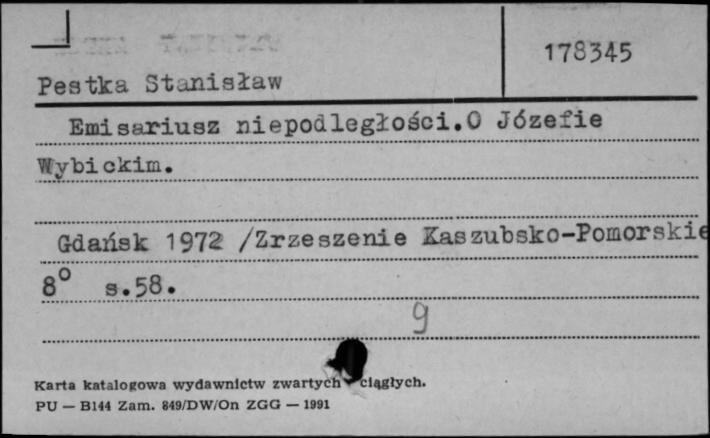 178345
Pestka Stanisław
Emisariusz niepodległości.O Józefie
Wybickim.
Gdańsk 1972 /Zrzeszenie Kaszubsko-Pomorskie
8° s.58.
9
Karta katalogowa wydawnictw zwartych ciągłych.
PU — B144 Zam. 849/DW/On ZGG — 1991